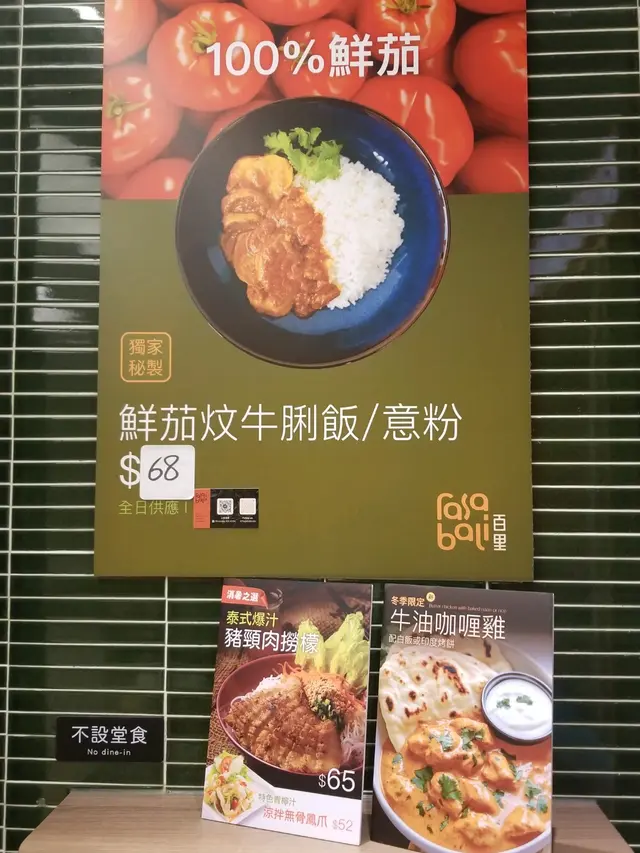 100%鮮茄
獨家
秘製
鮮茄炆牛脷飯/意粉
$68
全日供應
rasa
bali
百里
消暑之選
泰式爆汁
豬頸肉撈檬
$65
特色青檸汁
涼拌無骨鳳爪 $52
冬季限定
牛油咖喱雞
配白飯或印度烤餅
不設堂食
No dine-in